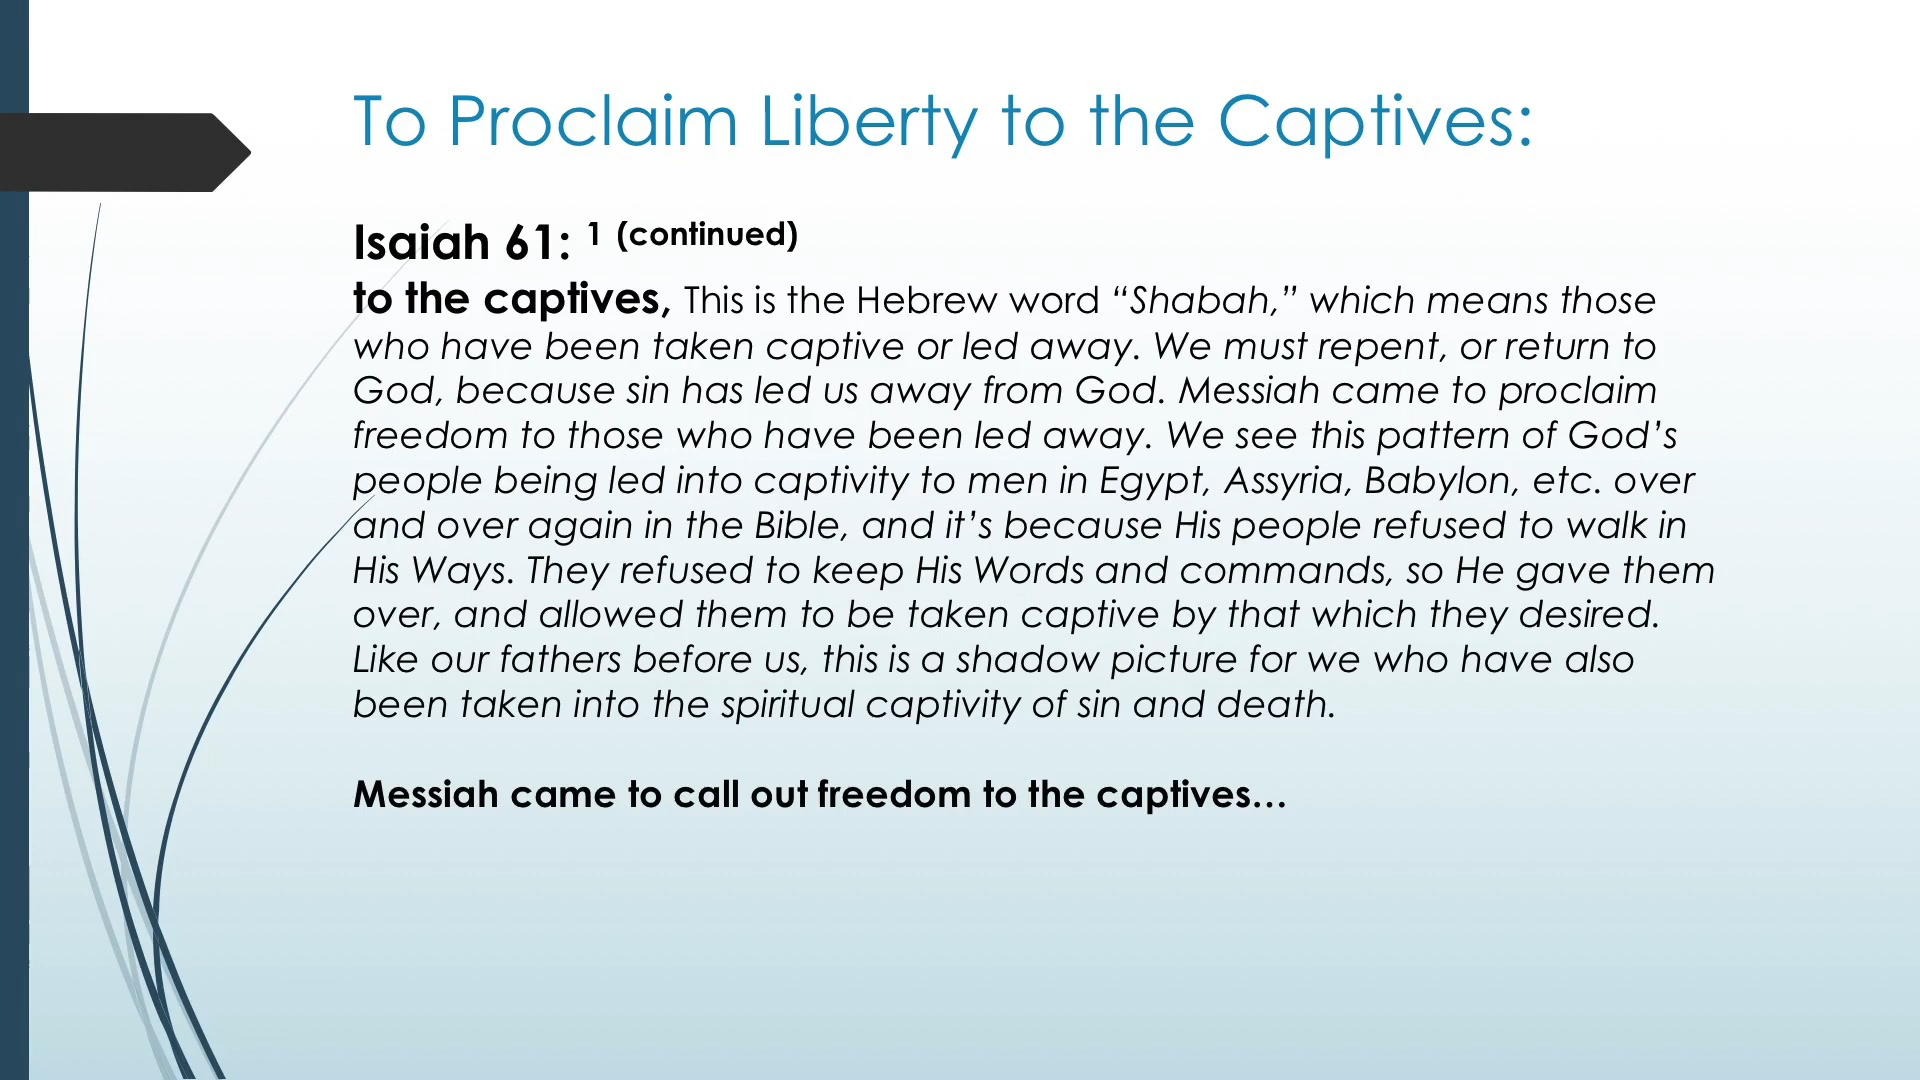 To Proclaim Liberty to the Captives:
Isaiah 61: 1 (continued)
to the captives, This is the Hebrew word “Shabah,” which means those
who have been taken captive or led away. We must repent, or return to
God, because sin has led us away from God. Messiah came to proclaim
freedom to those who have been led away. We see this pattern of God’s
people being led into captivity to men in Egypt, Assyria, Babylon, etc. over
and over again in the Bible, and it’s because His people refused to walk in
His Ways. They refused to keep His Words and commands, so He gave them
over, and allowed them to be taken captive by that which they desired.
Like our fathers before us, this is a shadow picture for we who have also
been taken into the spiritual captivity of sin and death.
Messiah came to call out freedom to the captives…